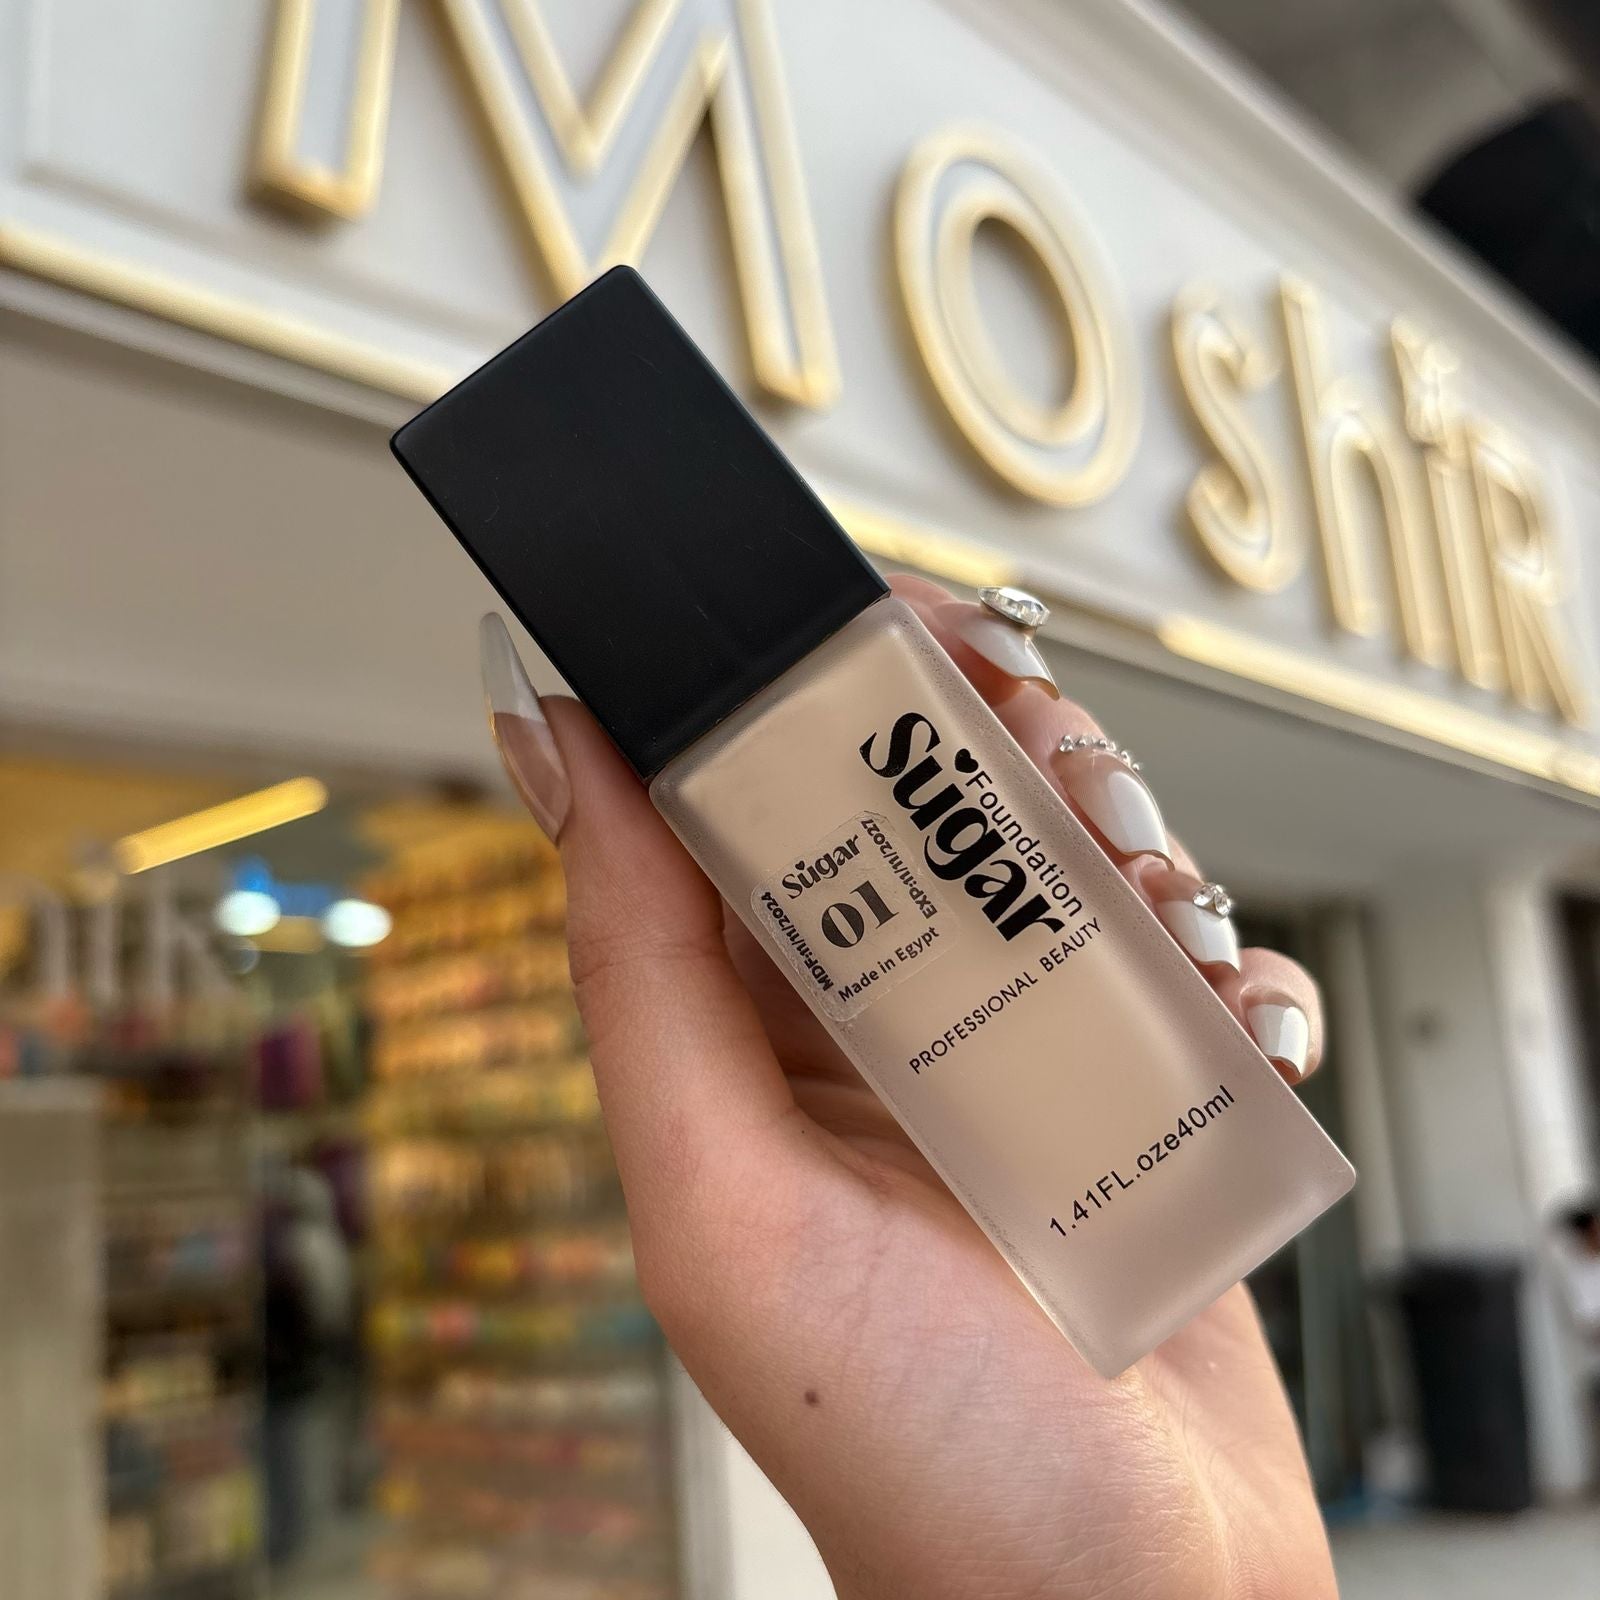 MoshiR
Sugar
Foundation
PROFESSIONAL BEAUTY
1.41FL.oze40ml
Sugar
01
MDF:11/11/2024
EXP:11/11/2027
Made in Egypt